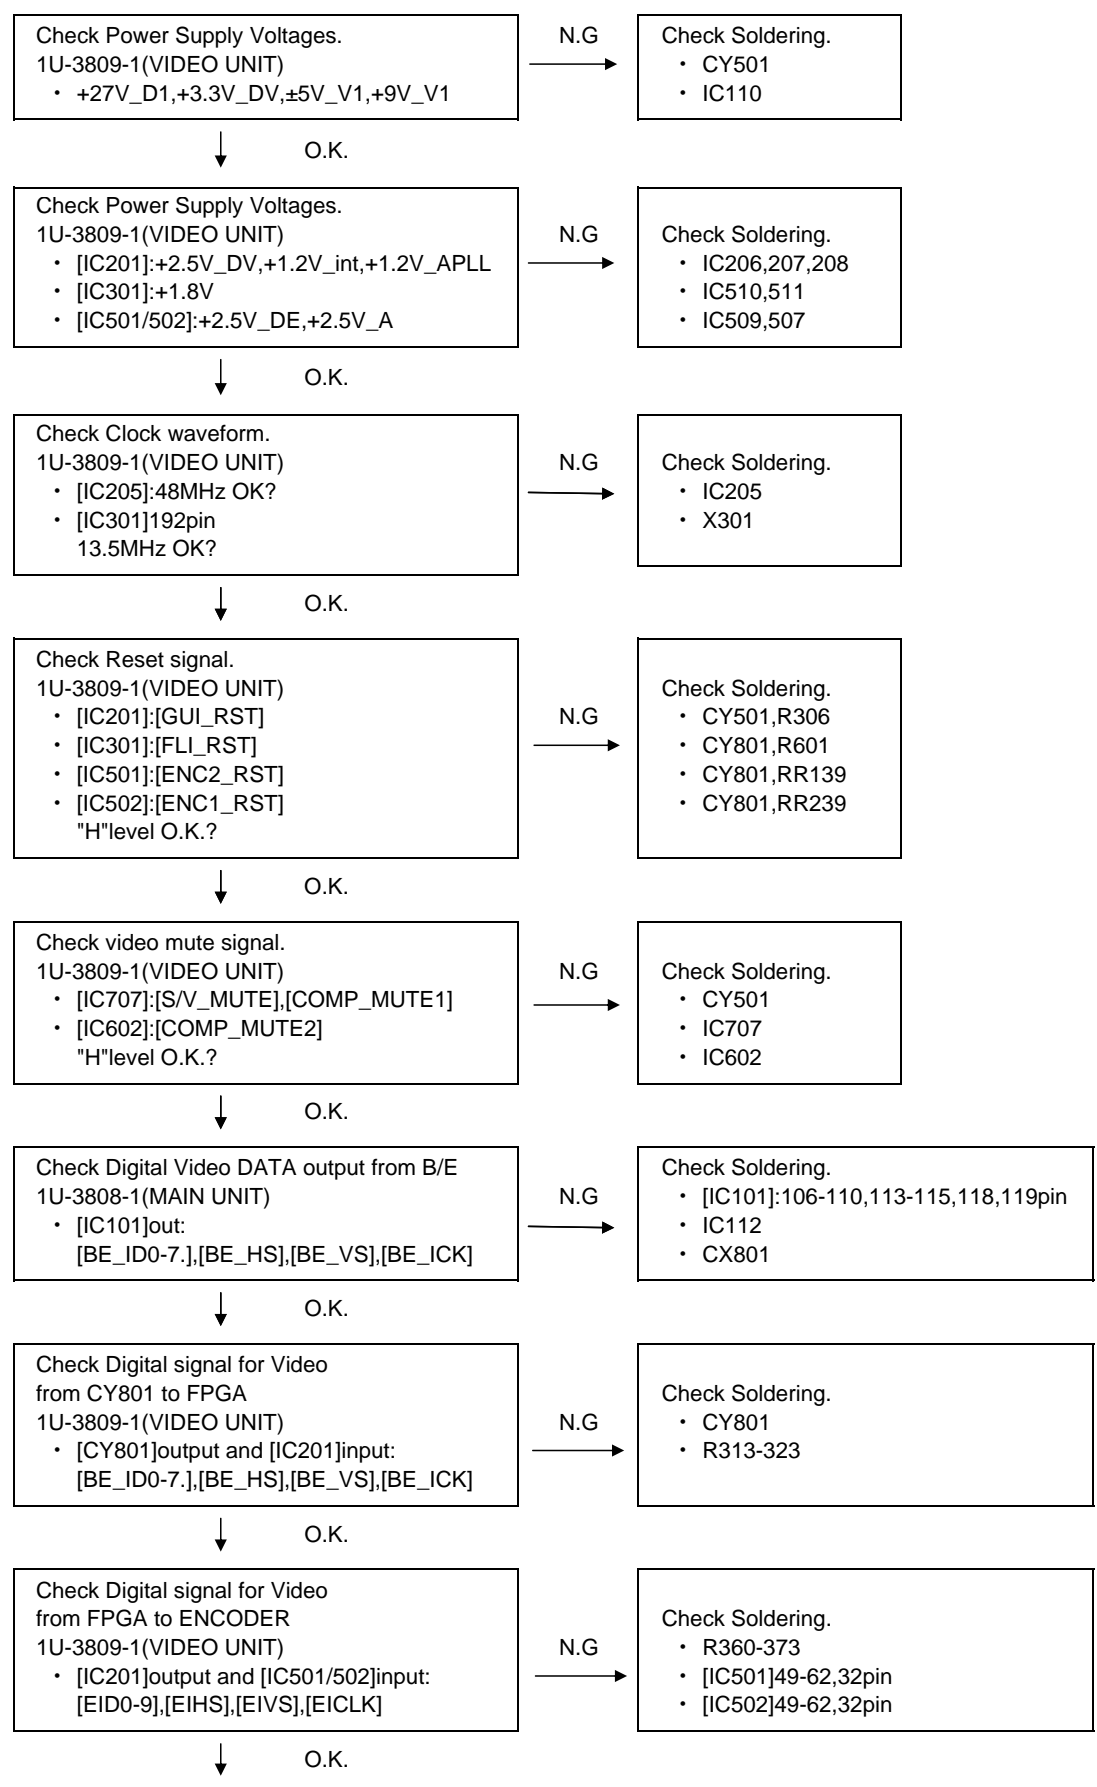 Check Power Supply Voltages.
1U-3809-1(VIDEO UNIT)
・ +27V_D1,+3.3V_DV,±5V_V1,+9V_V1
N.G
Check Soldering.
・ CY501
・ IC110
O.K.
Check Power Supply Voltages.
1U-3809-1(VIDEO UNIT)
・ [IC201]:+2.5V_DV,+1.2V_int,+1.2V_APLL
・ [IC301]:+1.8V
・ [IC501/502]:+2.5V_DE,+2.5V_A
N.G
Check Soldering.
・ IC206,207,208
・ IC510,511
・ IC509,507
O.K.
Check Clock waveform.
1U-3809-1(VIDEO UNIT)
・ [IC205]:48MHz OK?
・ [IC301]192pin
13.5MHz OK?
N.G
Check Soldering.
・ IC205
・ X301
O.K.
Check Reset signal.
1U-3809-1(VIDEO UNIT)
・ [IC201]:[GUI_RST]
・ [IC301]:[FLI_RST]
・ [IC501]:[ENC2_RST]
・ [IC502]:[ENC1_RST]
"H"level O.K.?
N.G
Check Soldering.
・ CY501,R306
・ CY801,R601
・ CY801,RR139
・ CY801,RR239
O.K.
Check video mute signal.
1U-3809-1(VIDEO UNIT)
・ [IC707]:[S/V_MUTE],[COMP_MUTE1]
・ [IC602]:[COMP_MUTE2]
"H"level O.K.?
N.G
Check Soldering.
・ CY501
・ IC707
・ IC602
O.K.
Check Digital Video DATA output from B/E
1U-3808-1(MAIN UNIT)
・ [IC101]out:
[BE_ID0-7.],[BE_HS],[BE_VS],[BE_ICK]
N.G
Check Soldering.
・ [IC101]:106-110,113-115,118,119pin
・ IC112
・ CX801
O.K.
Check Digital signal for Video
from CY801 to FPGA
1U-3809-1(VIDEO UNIT)
・ [CY801]output and [IC201]input:
[BE_ID0-7.],[BE_HS],[BE_VS],[BE_ICK]
N.G
Check Soldering.
・ CY801
・ R313-323
O.K.
Check Digital signal for Video
from FPGA to ENCODER
1U-3809-1(VIDEO UNIT)
・ [IC201]output and [IC501/502]input:
[EID0-9],[EIHS],[EIVS],[EICLK]
N.G
Check Soldering.
・ R360-373
・ [IC501]49-62,32pin
・ [IC502]49-62,32pin
O.K.